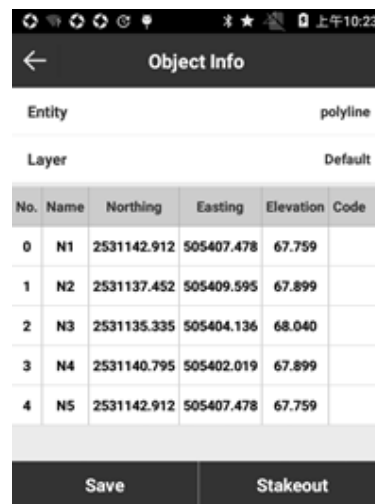 上午10:23
Object Info
Entity polyline
Layer Default
No. Name Northing Easting Elevation Code
0 N1 2531142.912 505407.478 67.759
1 N2 2531137.452 505409.595 67.899
2 N3 2531135.335 505404.136 68.040
3 N4 2531140.795 505402.019 67.899
4 N5 2531142.912 505407.478 67.759
Save Stakeout